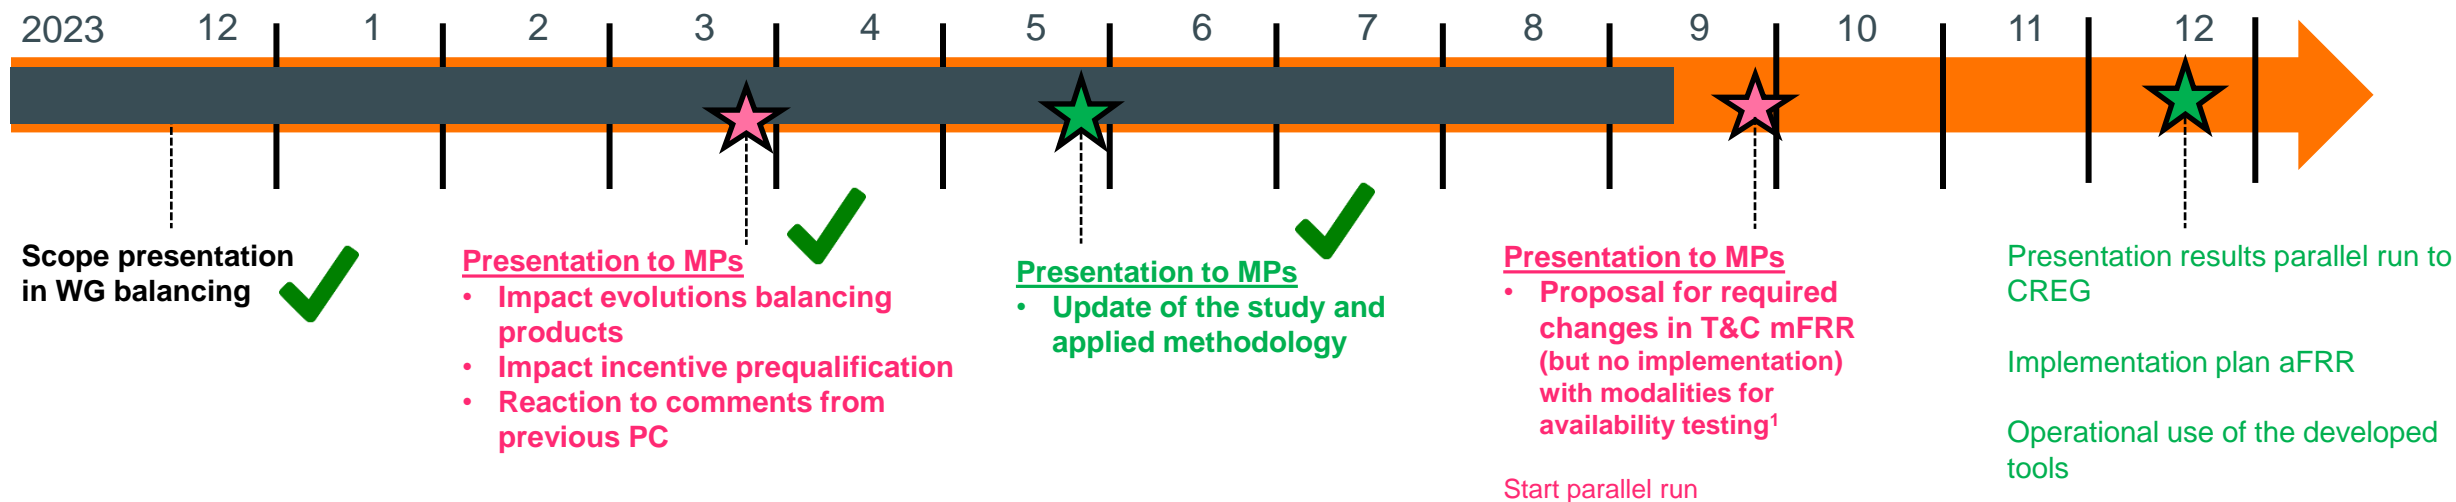 2023 12 1 2 3 4 5 6 7 8 9 10 11 12
Scope presentation
in WG balancing
Presentation to MPs
• Impact evolutions balancing
products
• Impact incentive prequalification
• Reaction to comments from
previous PC
Presentation to MPs
• Update of the study and
applied methodology
Presentation to MPs
• Proposal for required
changes in T&C mFRR
(but no implementation)
with modalities for
availability testing¹
Start parallel run
Presentation results parallel run to
CREG
Implementation plan aFRR
Operational use of the developed
tools